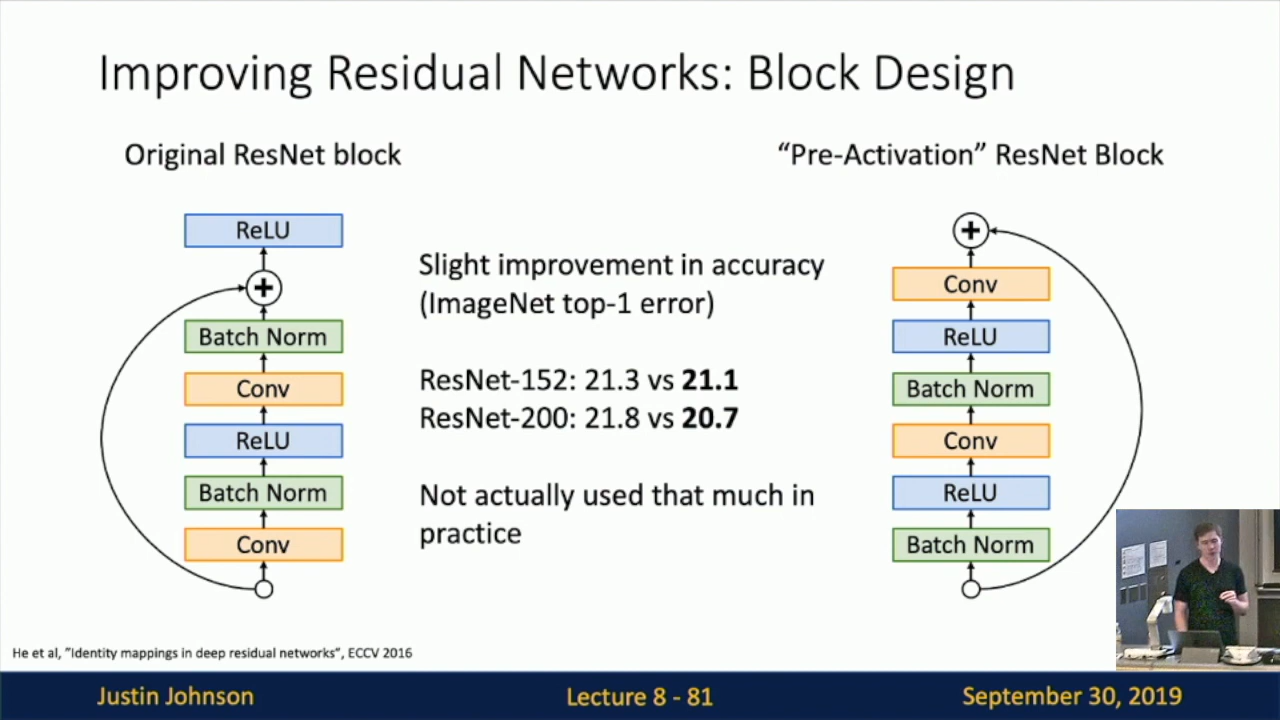 Improving Residual Networks: Block Design
Original ResNet block
ReLU
+
Batch Norm
Conv
ReLU
Batch Norm
Conv
Slight improvement in accuracy
(ImageNet top-1 error)
ResNet-152: 21.3 vs 21.1
ResNet-200: 21.8 vs 20.7
Not actually used that much in
practice
“Pre-Activation” ResNet Block
+
Conv
ReLU
Batch Norm
Conv
ReLU
Batch Norm
He et al, ”Identity mappings in deep residual networks”, ECCV 2016
Justin Johnson
Lecture 8 - 81
September 30, 2019